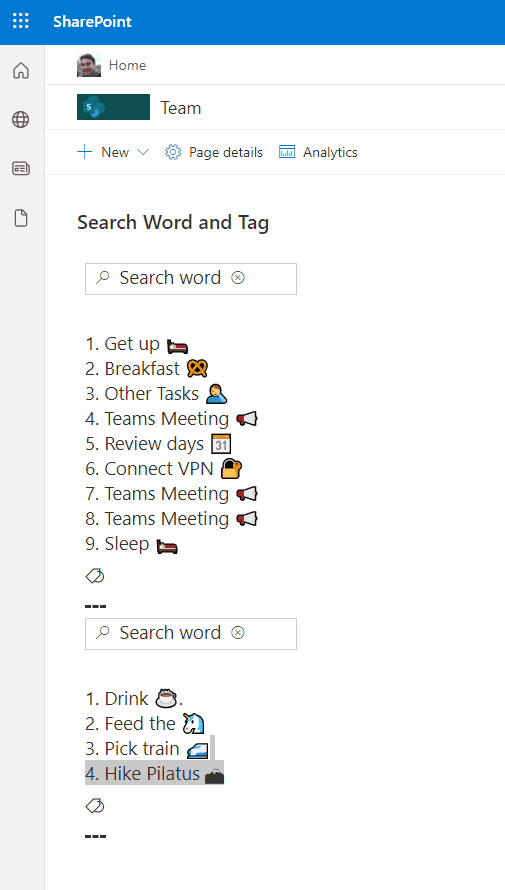 SharePoint
Home
S Team
New Page details Analytics
Search Word and Tag
Search word
1. Get up 🛏
2. Breakfast 🥨
3. Other Tasks 🤦
4. Teams Meeting 📢
5. Review days 📅
6. Connect VPN 🔐
7. Teams Meeting 📢
8. Teams Meeting 📢
9. Sleep 🛏
---
Search word
1. Drink ☕.
2. Feed the 🦄
3. Pick train 🚄
4. Hike Pilatus 🏔
---